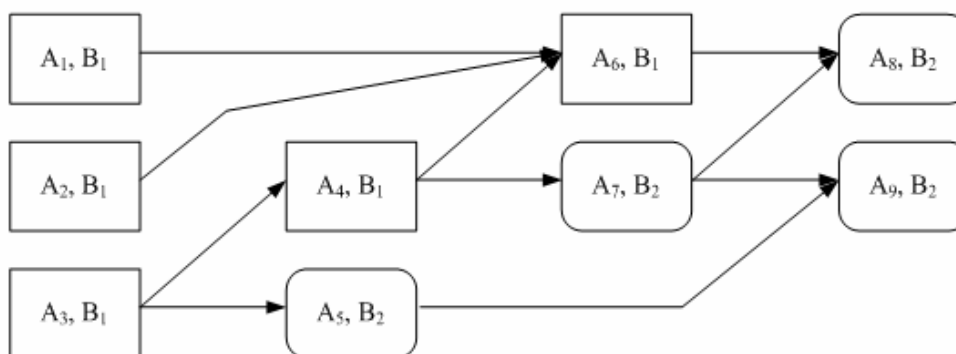 A₁, B₁
A₆, B₁
A₈, B₂
A₂, B₁
A₄, B₁
A₇, B₂
A₉, B₂
A₃, B₁
A₅, B₂